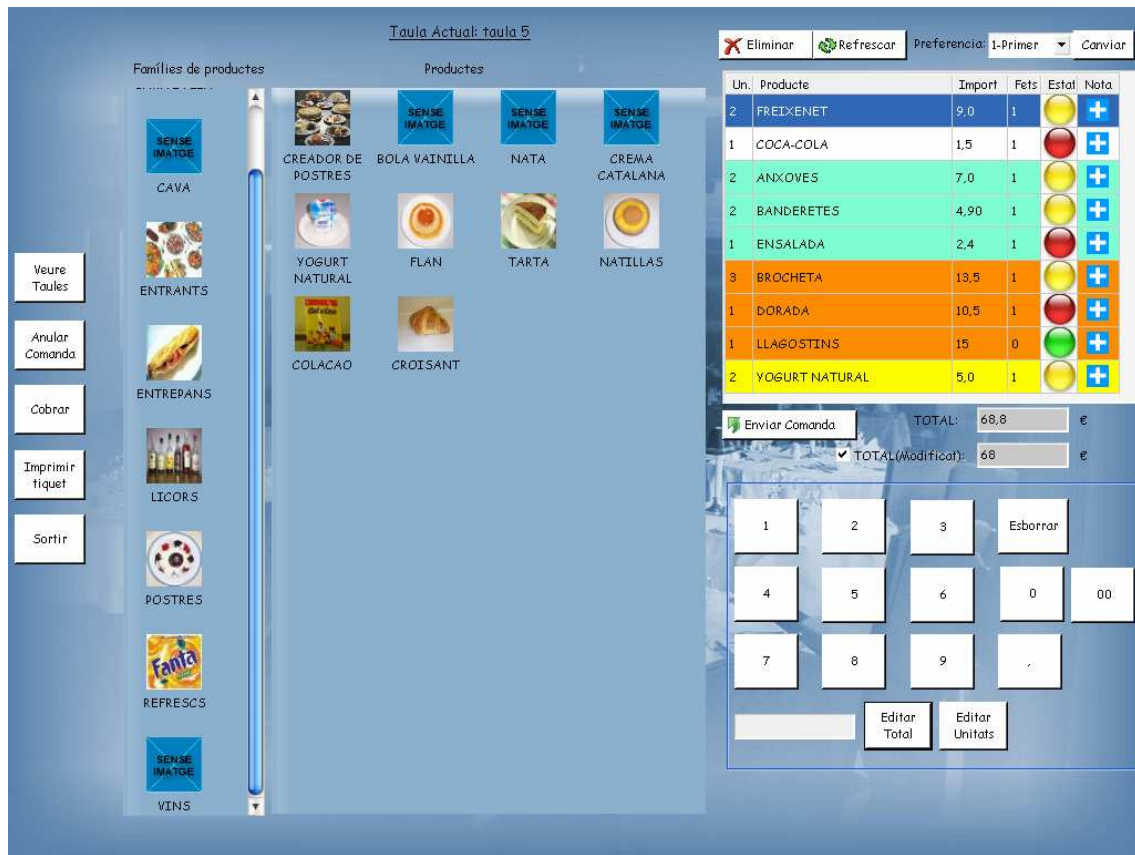 Taula Actual: taula 5
Famílies de productes
Productes
SENSE
IMATGE
CAVA
ENTRANTS
ENTREPANS
LICORS
POSTRES
Fanta
REFRESCS
SENSE
IMATGE
VINS
CREADOR DE
POSTRES
SENSE
IMATGE
BOLA VAINILLA
SENSE
IMATGE
NATA
SENSE
IMATGE
CREMA
CATALANA
YOGURT
NATURAL
FLAN
TARTA
NATILLAS
COLACAO
CROISANT
Veure
Taules
Anular
Comanda
Cobrar
Imprimir
tiquet
Sortir
Eliminar Refrescar Preferencia: 1-Primer Canviar
Un. Producte Import Fets Estat Nota
2 FREIXENET 9,0 1
1 COCA-COLA 1,5 1
2 ANXOVES 7,0 1
2 BANDERETES 4,90 1
1 ENSALADA 2,4 1
3 BROCHETA 13,5 1
1 DORADA 10,5 1
1 LLAGOSTINS 15 0
2 YOGURT NATURAL 5,0 1
Enviar Comanda TOTAL: 68,8 €
TOTAL(Modificat): 68 €
1 2 3 Esborrar
4 5 6 0 00
7 8 9 ,
Editar
Total
Editar
Unitats